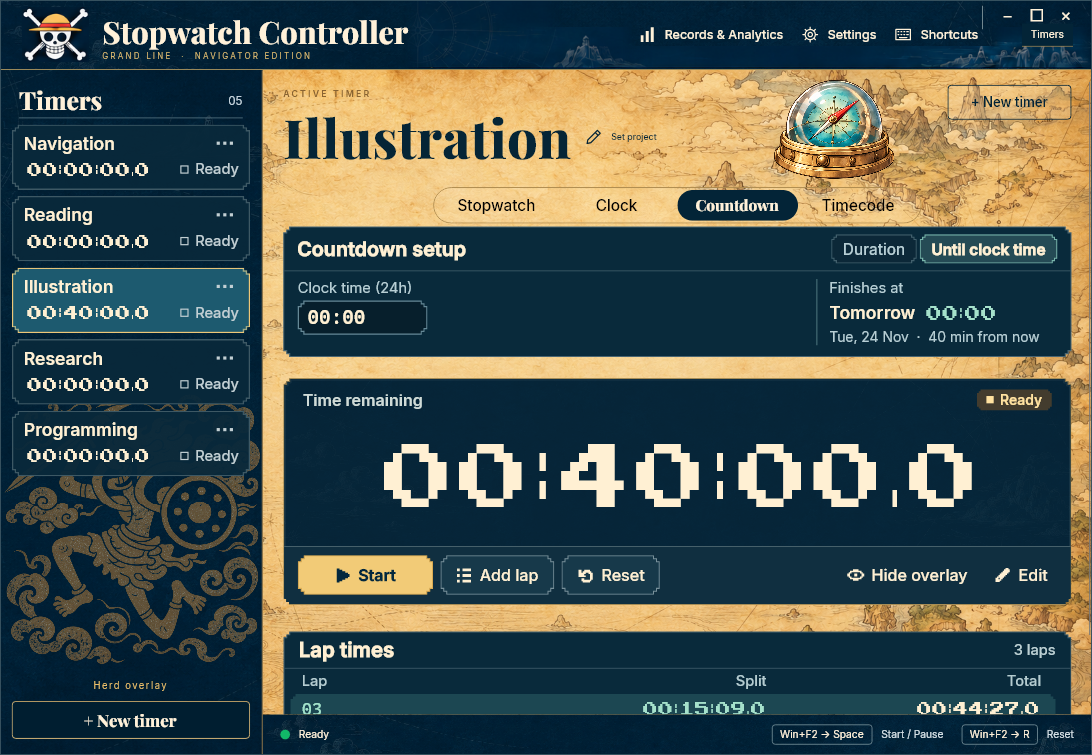 Stopwatch Controller
GRAND LINE · NAVIGATOR EDITION
Records & Analytics
Settings
Shortcuts
Timers
Timers
05
Navigation
00:00:00.0
Ready
Reading
00:00:00.0
Ready
Illustration
00:40:00.0
Ready
Research
00:00:00.0
Ready
Programming
00:00:00.0
Ready
Herd overlay
+ New timer
ACTIVE TIMER
Illustration
Set project
+ New timer
Stopwatch
Clock
Countdown
Timecode
Countdown setup
Duration
Until clock time
Clock time (24h)
00:00
Finishes at
Tomorrow 00:00
Tue, 24 Nov · 40 min from now
Time remaining
Ready
00:40:00.0
Start
Add lap
Reset
Hide overlay
Edit
Lap times
3 laps
Lap
Split
Total
03
00:15:09.0
00:44:27.0
Ready
Win+F2 → Space
Start / Pause
Win+F2 → R
Reset